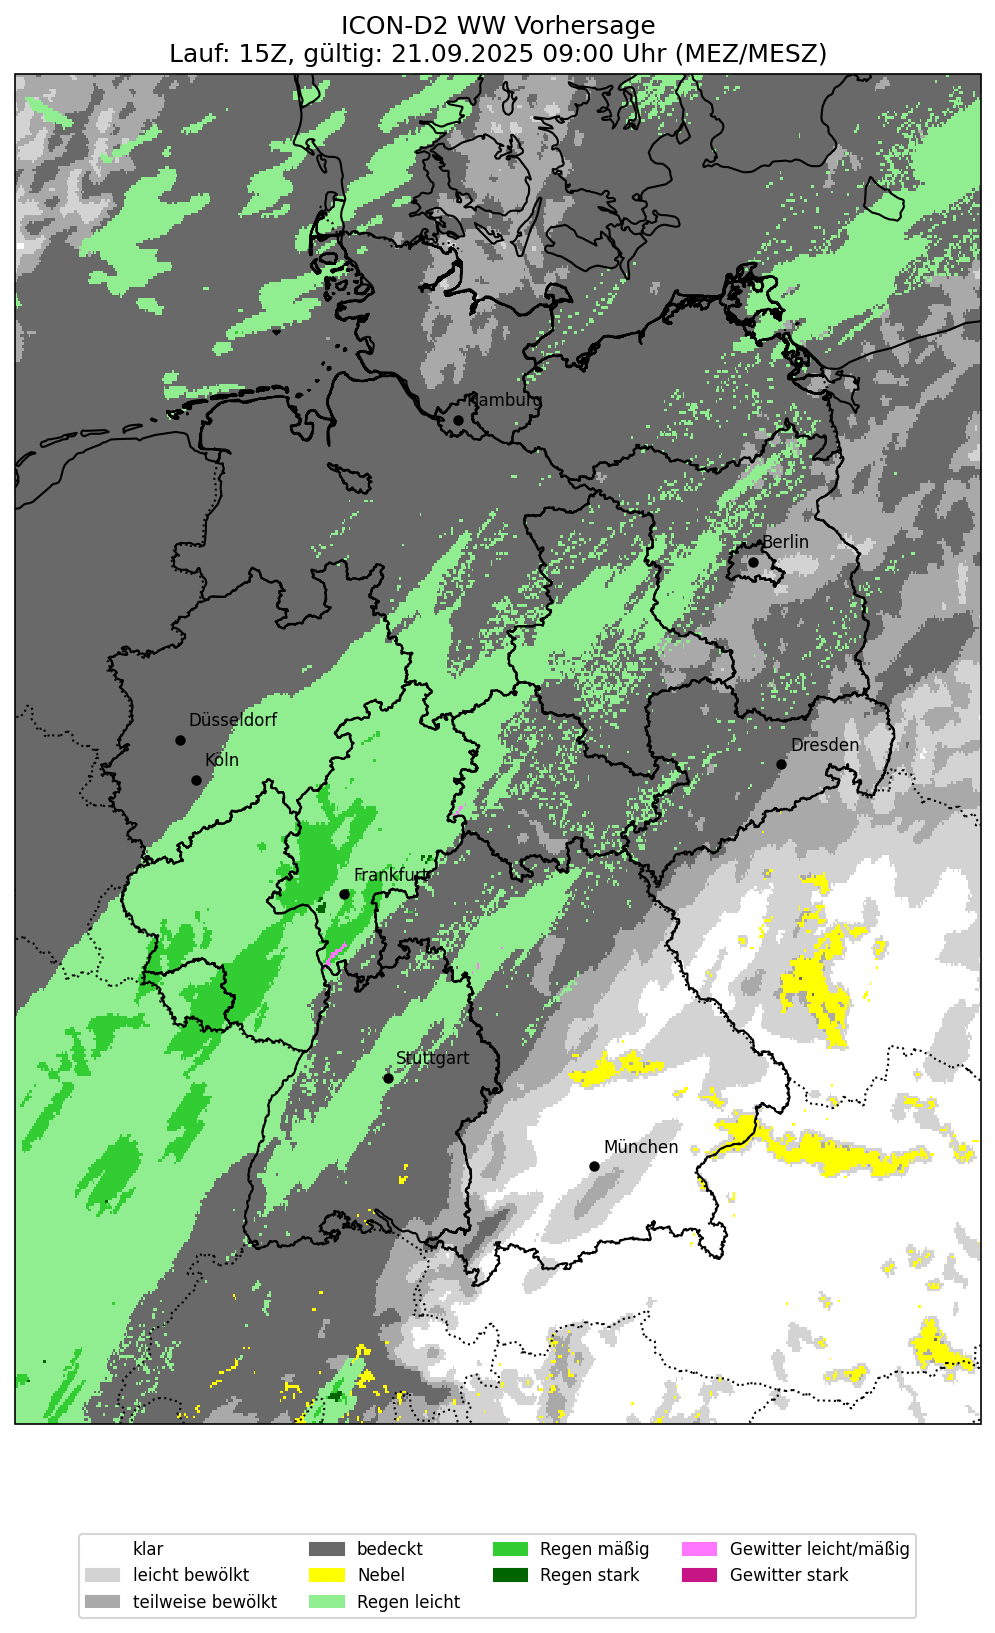 ICON-D2 WW Vorhersage
Lauf: 15Z, gültig: 21.09.2025 09:00 Uhr (MEZ/MESZ)
Hamburg
Berlin
Düsseldorf
Köln
Dresden
Frankfurt
Stuttgart
München
klar
leicht bewölkt
teilweise bewölkt
bedeckt
Nebel
Regen leicht
Regen mäßig
Regen stark
Gewitter leicht/mäßig
Gewitter stark